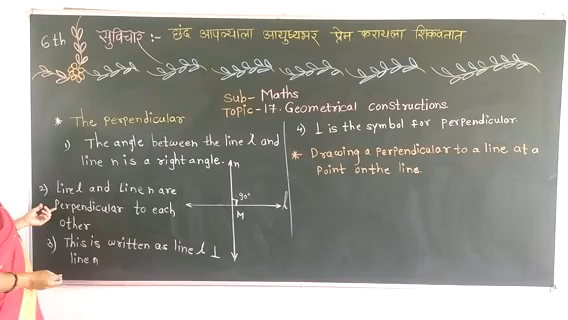 6th
सुविचार :- छंद आपल्याला आयुष्यभर प्रेम करायला शिकवतात
Sub- Maths
Topic-17. Geometrical constructions.
* The perpendicular
1) The angle between the line l and
line n is a right angle.
2) Line l and Line n are
perpendicular to each
other
3) This is written as line l ⊥
line n
n
90°
M
l
4) ⊥ is the symbol for perpendicular.
* Drawing a perpendicular to a line at a
point on the line.